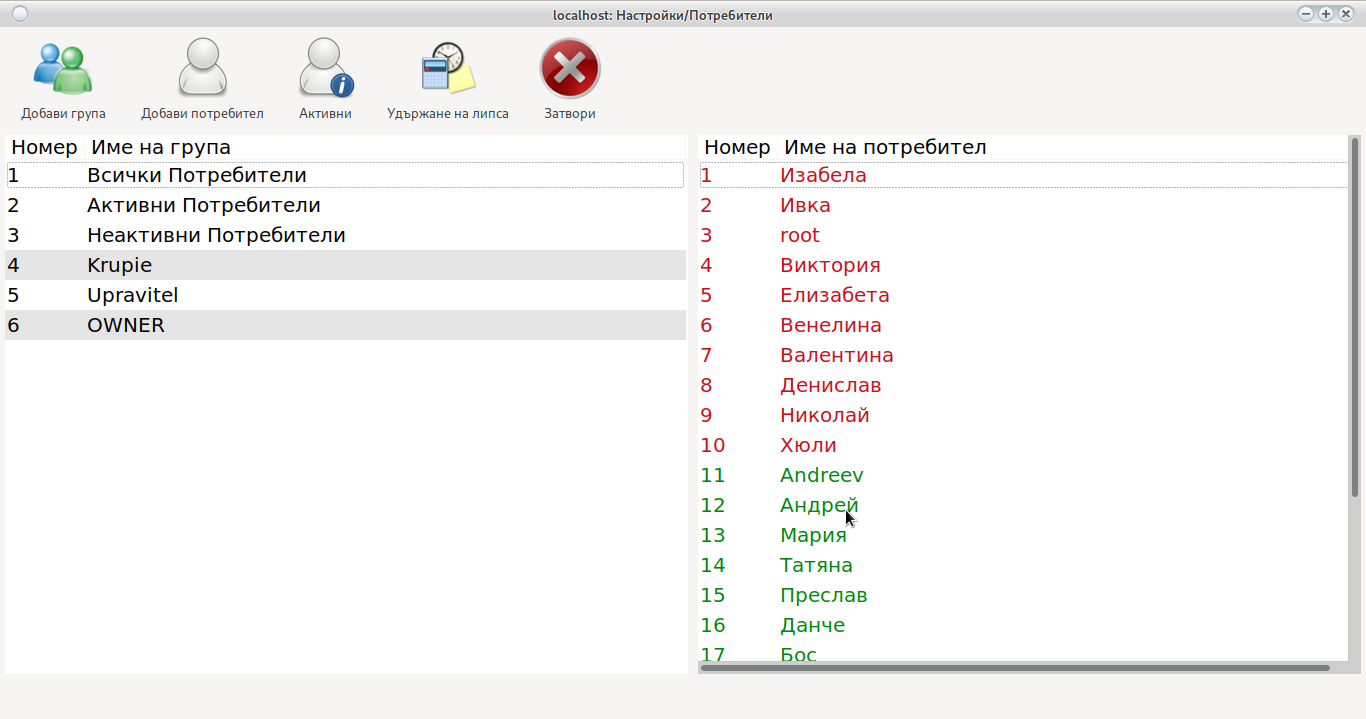 localhost: Настройки/Потребители
Добави група Добави потребител Активни Удържане на липса Затвори
Номер Име на група
1 Всички Потребители
2 Активни Потребители
3 Неактивни Потребители
4 Krupie
5 Upravitel
6 OWNER
Номер Име на потребител
1 Изабела
2 Ивка
3 root
4 Виктория
5 Елизабета
6 Венелина
7 Валентина
8 Денислав
9 Николай
10 Хюли
11 Andreev
12 Андрей
13 Мария
14 Татяна
15 Преслав
16 Данче
17 Бос